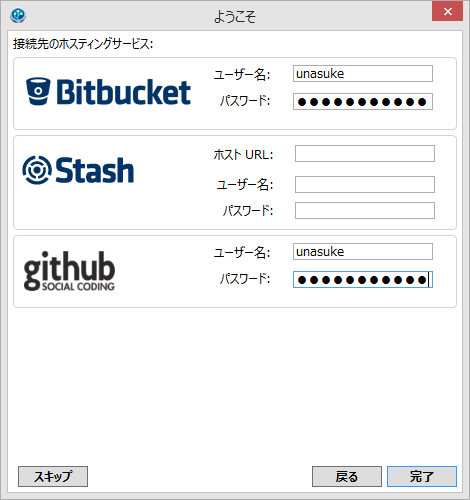 ようこそ
接続先のホスティングサービス:
Bitbucket
ユーザー名: unasuke
パスワード: ●●●●●●●●●●●
Stash
ホスト URL:
ユーザー名:
パスワード:
github
SOCIAL CODING
ユーザー名: unasuke
パスワード: ●●●●●●●●●●●
スキップ 戻る 完了